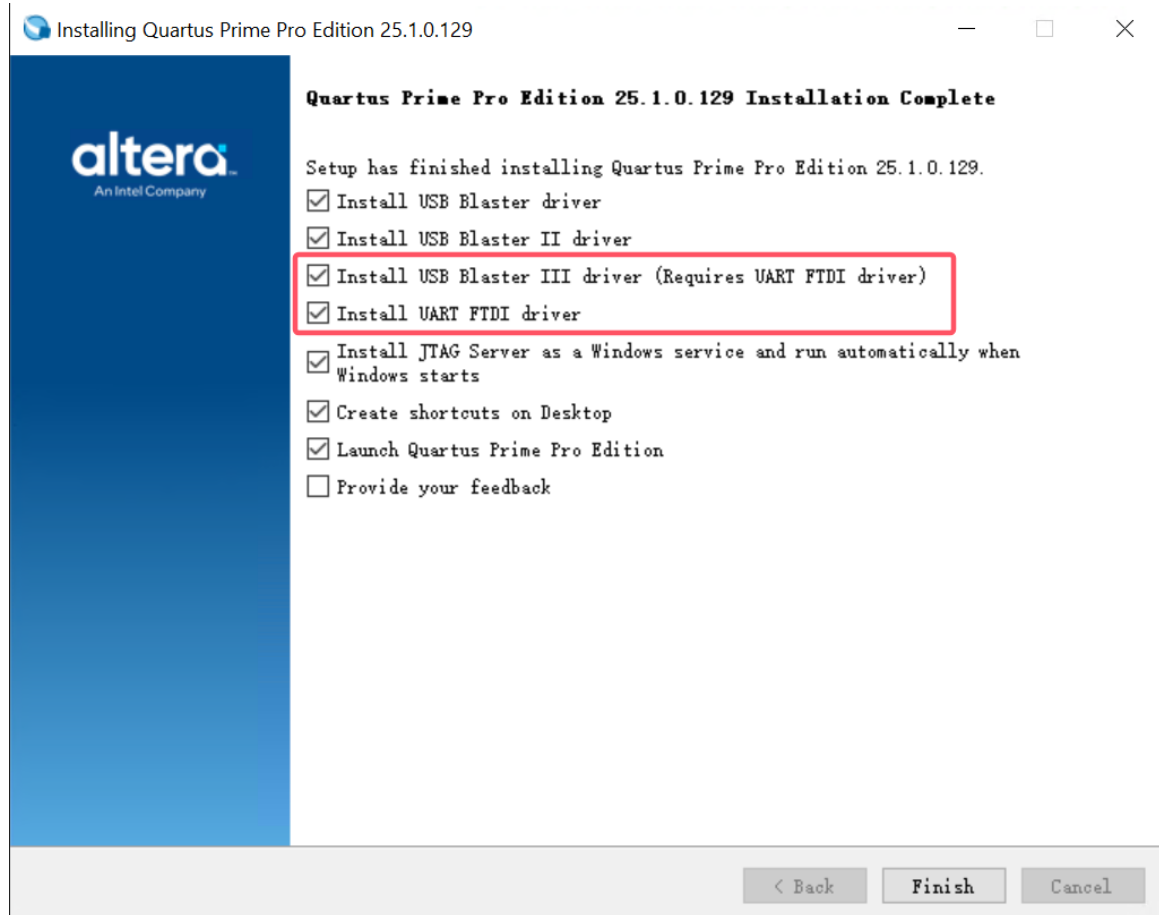 Installing Quartus Prime Pro Edition 25.1.0.129
altera
An Intel Company
Quartus Prime Pro Edition 25.1.0.129 Installation Complete
Setup has finished installing Quartus Prime Pro Edition 25.1.0.129.
Install USB Blaster driver
Install USB Blaster II driver
Install USB Blaster III driver (Requires UART FTDI driver)
Install UART FTDI driver
Install JTAG Server as a Windows service and run automatically when
Windows starts
Create shortcuts on Desktop
Launch Quartus Prime Pro Edition
Provide your feedback
< Back
Finish
Cancel